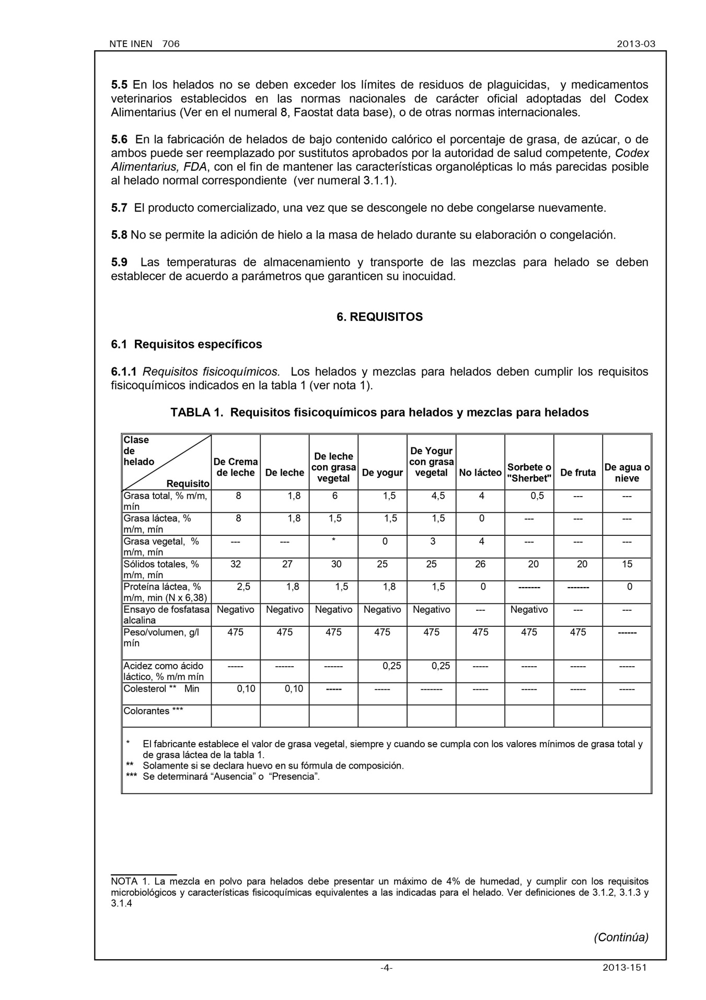 NTE INEN 706 2013-03
5.5 En los helados no se deben exceder los límites de residuos de plaguicidas, y medicamentos
veterinarios establecidos en las normas nacionales de carácter oficial adoptadas del Codex
Alimentarius (Ver en el numeral 8, Faostat data base), o de otras normas internacionales.
5.6 En la fabricación de helados de bajo contenido calórico el porcentaje de grasa, de azúcar, o de
ambos puede ser reemplazado por sustitutos aprobados por la autoridad de salud competente, Codex
Alimentarius, FDA, con el fin de mantener las características organolépticas lo más parecidas posible
al helado normal correspondiente (ver numeral 3.1.1).
5.7 El producto comercializado, una vez que se descongele no debe congelarse nuevamente.
5.8 No se permite la adición de hielo a la masa de helado durante su elaboración o congelación.
5.9 Las temperaturas de almacenamiento y transporte de las mezclas para helado se deben
establecer de acuerdo a parámetros que garanticen su inocuidad.
6. REQUISITOS
6.1 Requisitos específicos
6.1.1 Requisitos fisicoquímicos. Los helados y mezclas para helados deben cumplir los requisitos
fisicoquímicos indicados en la tabla 1 (ver nota 1).
TABLA 1. Requisitos fisicoquímicos para helados y mezclas para helados
Clase
de
helado
Requisito
De Crema
de leche
De leche
De leche
con grasa
vegetal
De yogur
De Yogur
con grasa
vegetal
No lácteo
Sorbete o
"Sherbet"
De fruta
De agua o
nieve
Grasa total, % m/m, 8 1,8 6 1,5 4,5 4 0,5 --- ---
mín
Grasa láctea, % 8 1,8 1,5 1,5 1,5 0 --- --- ---
m/m, mín
Grasa vegetal, % --- --- * 0 3 4 --- --- ---
m/m, mín
Sólidos totales, % 32 27 30 25 25 26 20 20 15
m/m, mín
Proteína láctea, % 2,5 1,8 1,5 1,8 1,5 0 ------- ------- 0
m/m, min (N x 6,38)
Ensayo de fosfatasa Negativo Negativo Negativo Negativo Negativo --- Negativo --- ---
alcalina
Peso/volumen, g/l 475 475 475 475 475 475 475 475 ------
mín
Acidez como ácido ----- ------ ------ 0,25 0,25 ----- ----- ----- -----
láctico, % m/m mín
Colesterol ** Min 0,10 0,10 ----- ----- ------- ----- ----- ----- -----
Colorantes ***
* El fabricante establece el valor de grasa vegetal, siempre y cuando se cumpla con los valores mínimos de grasa total y
de grasa láctea de la tabla 1.
** Solamente si se declara huevo en su fórmula de composición.
*** Se determinará “Ausencia” o “Presencia”.
NOTA 1. La mezcla en polvo para helados debe presentar un máximo de 4% de humedad, y cumplir con los requisitos
microbiológicos y características fisicoquímicas equivalentes a las indicadas para el helado. Ver definiciones de 3.1.2, 3.1.3 y
3.1.4
(Continúa)
-4- 2013-151